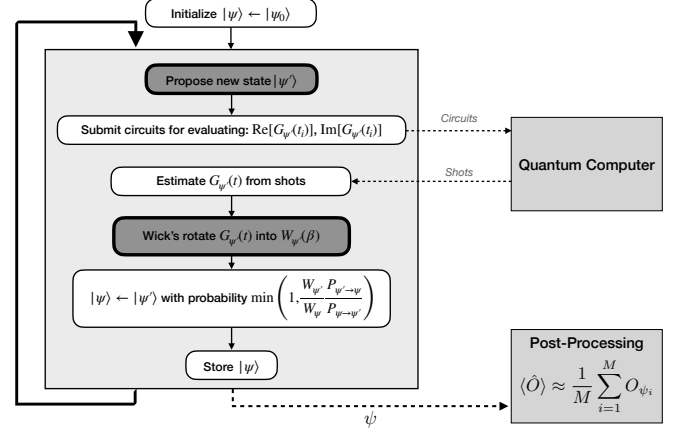 Initialize |ψ⟩ ← |ψ₀⟩
Propose new state |ψ′⟩
Submit circuits for evaluating: Re[G_ψ′(t_i)], Im[G_ψ′(t_i)]
Circuits
Quantum Computer
Estimate G_ψ′(t) from shots
Shots
Wick's rotate G_ψ′(t) into W_ψ′(β)
|ψ⟩ ← |ψ′⟩ with probability min(1, W_ψ′/W_ψ P_ψ′→ψ/P_ψ→ψ′)
Store |ψ⟩
ψ
Post-Processing
⟨Ô⟩ ≈ 1/M ∑_{i=1}^{M} O_ψ_i